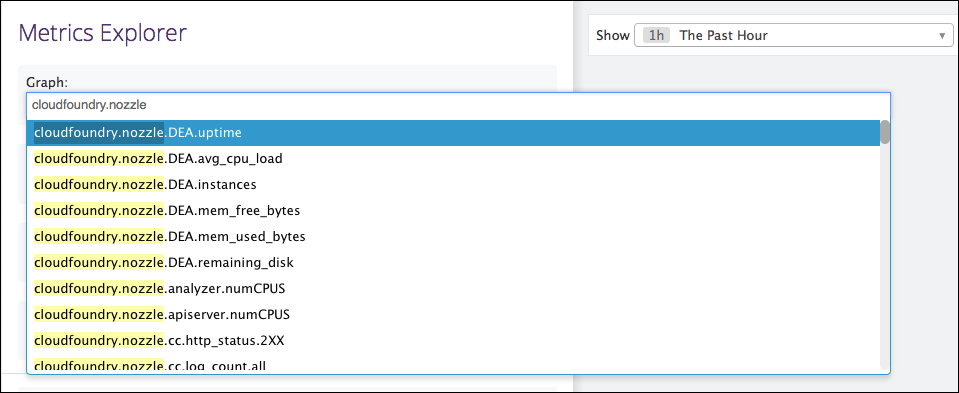 Metrics Explorer
Show 1h The Past Hour
Graph:
cloudfoundry.nozzle
cloudfoundry.nozzle.DEA.uptime
cloudfoundry.nozzle.DEA.avg_cpu_load
cloudfoundry.nozzle.DEA.instances
cloudfoundry.nozzle.DEA.mem_free_bytes
cloudfoundry.nozzle.DEA.mem_used_bytes
cloudfoundry.nozzle.DEA.remaining_disk
cloudfoundry.nozzle.analyzer.numCPUS
cloudfoundry.nozzle.apiserver.numCPUS
cloudfoundry.nozzle.cc.http_status.2XX
cloudfoundry.nozzle.cc.log_count.all